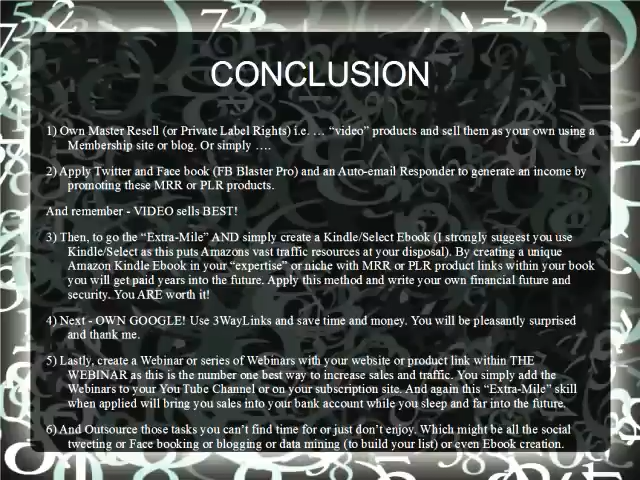 CONCLUSION
1) Own Master Resell (or Private Label Rights) i.e. … “video” products and sell them as your own using a
Membership site or blog. Or simply ….
2) Apply Twitter and Face book (FB Blaster Pro) and an Auto-email Responder to generate an income by
promoting these MRR or PLR products.
And remember - VIDEO sells BEST!
3) Then, to go the “Extra-Mile” AND simply create a Kindle/Select Ebook (I strongly suggest you use
Kindle/Select as this puts Amazons vast traffic resources at your disposal). By creating a unique
Amazon Kindle Ebook in your “expertise” or niche with MRR or PLR product links within your book
you will get paid years into the future. Apply this method and write your own financial future and
security. You ARE worth it!
4) Next - OWN GOOGLE! Use 3WayLinks and save time and money. You will be pleasantly surprised
and thank me.
5) Lastly, create a Webinar or series of Webinars with your website or product link within THE
WEBINAR as this is the number one best way to increase sales and traffic. You simply add the
Webinars to your You Tube Channel or on your subscription site. And again this “Extra-Mile” skill
when applied will bring you sales into your bank account while you sleep and far into the future.
6) And Outsource those tasks you can’t find time for or just don’t enjoy. Which might be all the social
tweeting or Face booking or blogging or data mining (to build your list) or even Ebook creation.